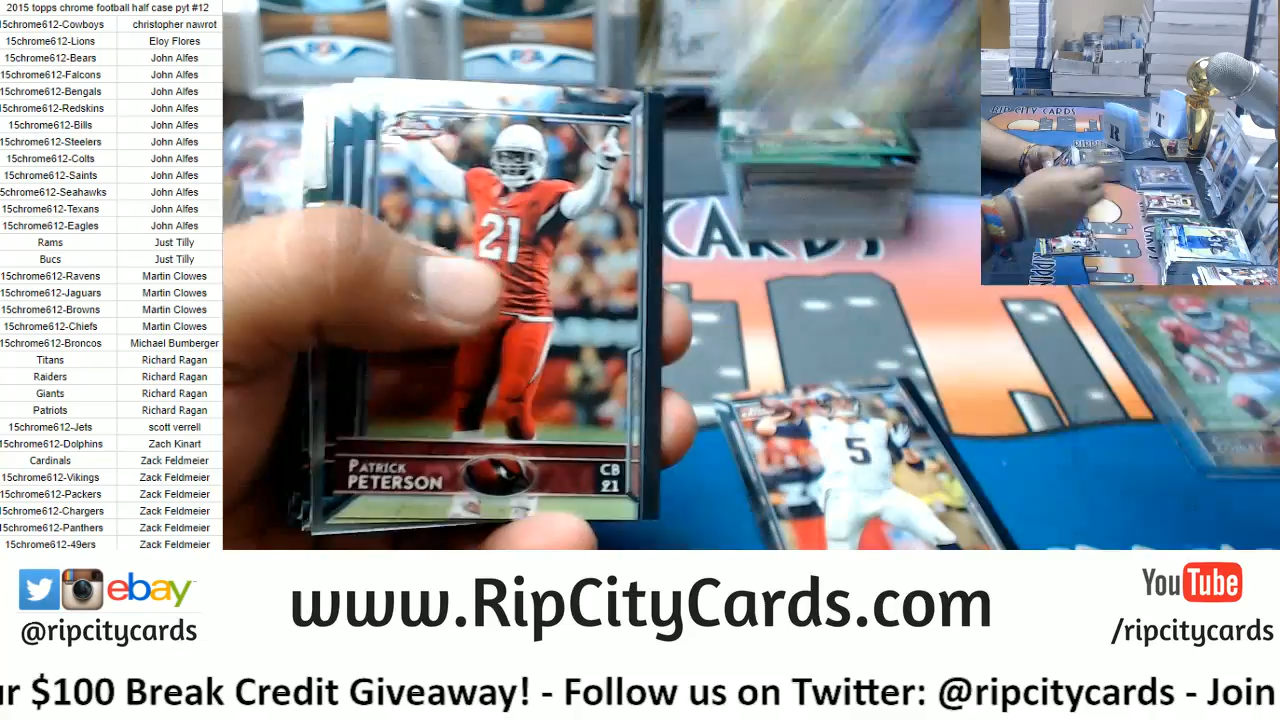 2015 topps chrome football half case pyt #12
15chrome612-Cowboys christopher nawrot
15chrome612-Lions Eloy Flores
15chrome612-Bears John Alfes
15chrome612-Falcons John Alfes
15chrome612-Bengals John Alfes
15chrome612-Redskins John Alfes
15chrome612-Bills John Alfes
15chrome612-Steelers John Alfes
15chrome612-Colts John Alfes
15chrome612-Saints John Alfes
5chrome612-Seahawks John Alfes
15chrome612-Texans John Alfes
15chrome612-Eagles John Alfes
Rams Just Tilly
Bucs Just Tilly
15chrome612-Ravens Martin Clowes
15chrome612-Jaguars Martin Clowes
15chrome612-Browns Martin Clowes
15chrome612-Chiefs Martin Clowes
15chrome612-Broncos Michael Bumberger
Titans Richard Ragan
Raiders Richard Ragan
Giants Richard Ragan
Patriots Richard Ragan
15chrome612-Jets scott verrell
15chrome612-Dolphins Zach Kinart
Cardinals Zack Feldmeier
15chrome612-Vikings Zack Feldmeier
15chrome612-Packers Zack Feldmeier
15chrome612-Chargers Zack Feldmeier
15chrome612-Panthers Zack Feldmeier
15chrome612-49ers Zack Feldmeier
21
PATRICK
PETERSON
CB
21
CARDS
5
RIP CITY CARDS
R
T
ebay
@ripcitycards
www.RipCityCards.com
YouTube
/ripcitycards
ur $100 Break Credit Giveaway! - Follow us on Twitter: @ripcitycards - Join